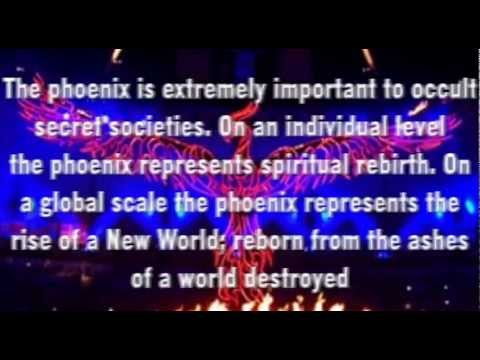 The phoenix is extremely important to occult
secret societies. On an individual level
the phoenix represents spiritual rebirth. On
a global scale the phoenix represents the
rise of a New World; reborn from the ashes
of a world destroyed